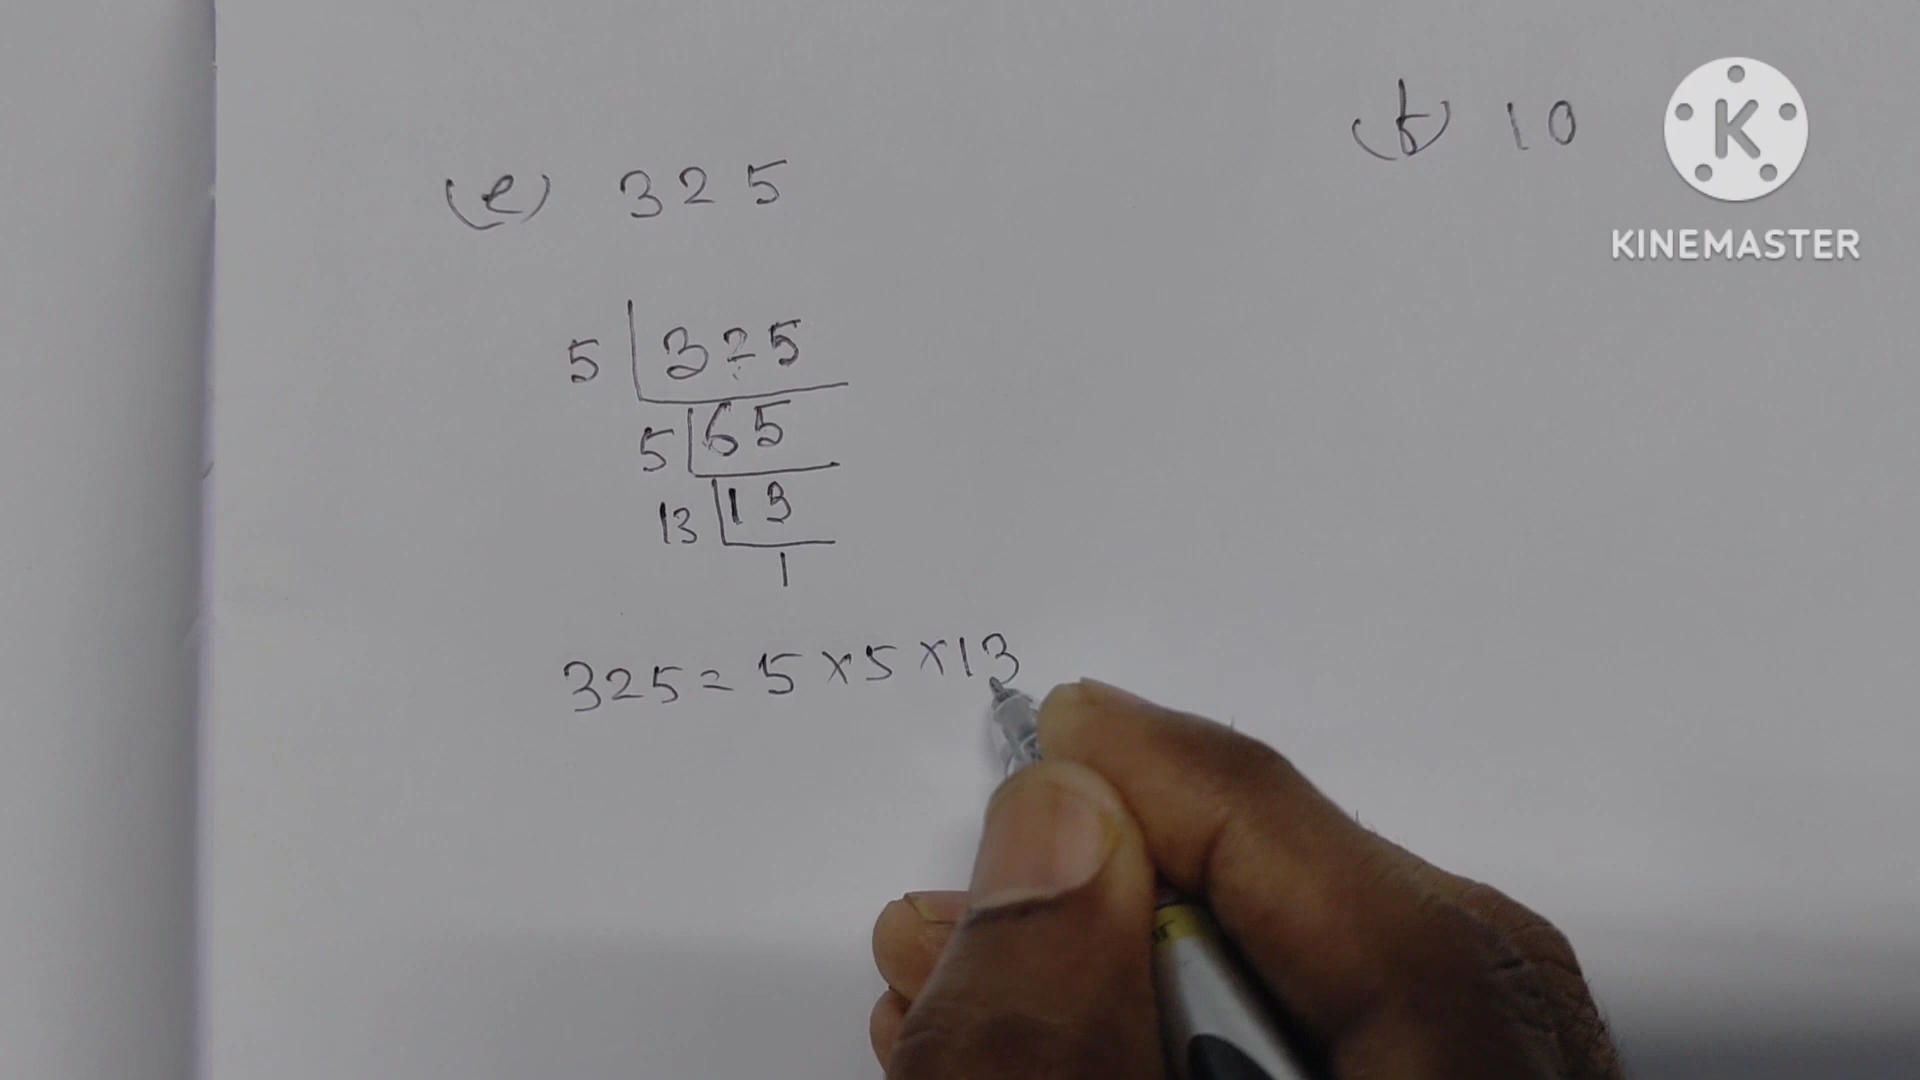 (e) 325
5 325
5 65
13 13
1
325 = 5 × 5 × 13
(f) 10
K
KINEMASTER